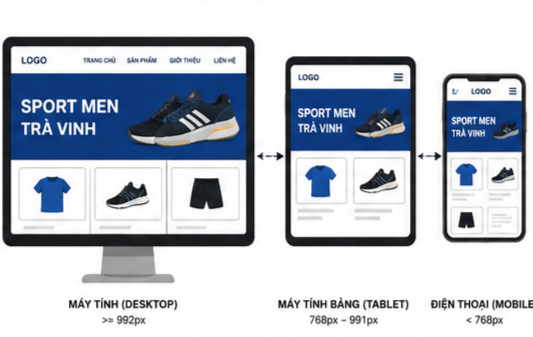 LOGO
TRANG CHỦ SẢN PHẨM GIỚI THIỆU LIÊN HỆ
SPORT MEN
TRÀ VINH
LOGO
SPORT MEN
TRÀ VINH
LOGO
SPORT MEN
TRÀ VINH
MÁY TÍNH (DESKTOP)
>= 992px
MÁY TÍNH BẢNG (TABLET)
768px – 991px
ĐIỆN THOẠI (MOBILE
< 768px